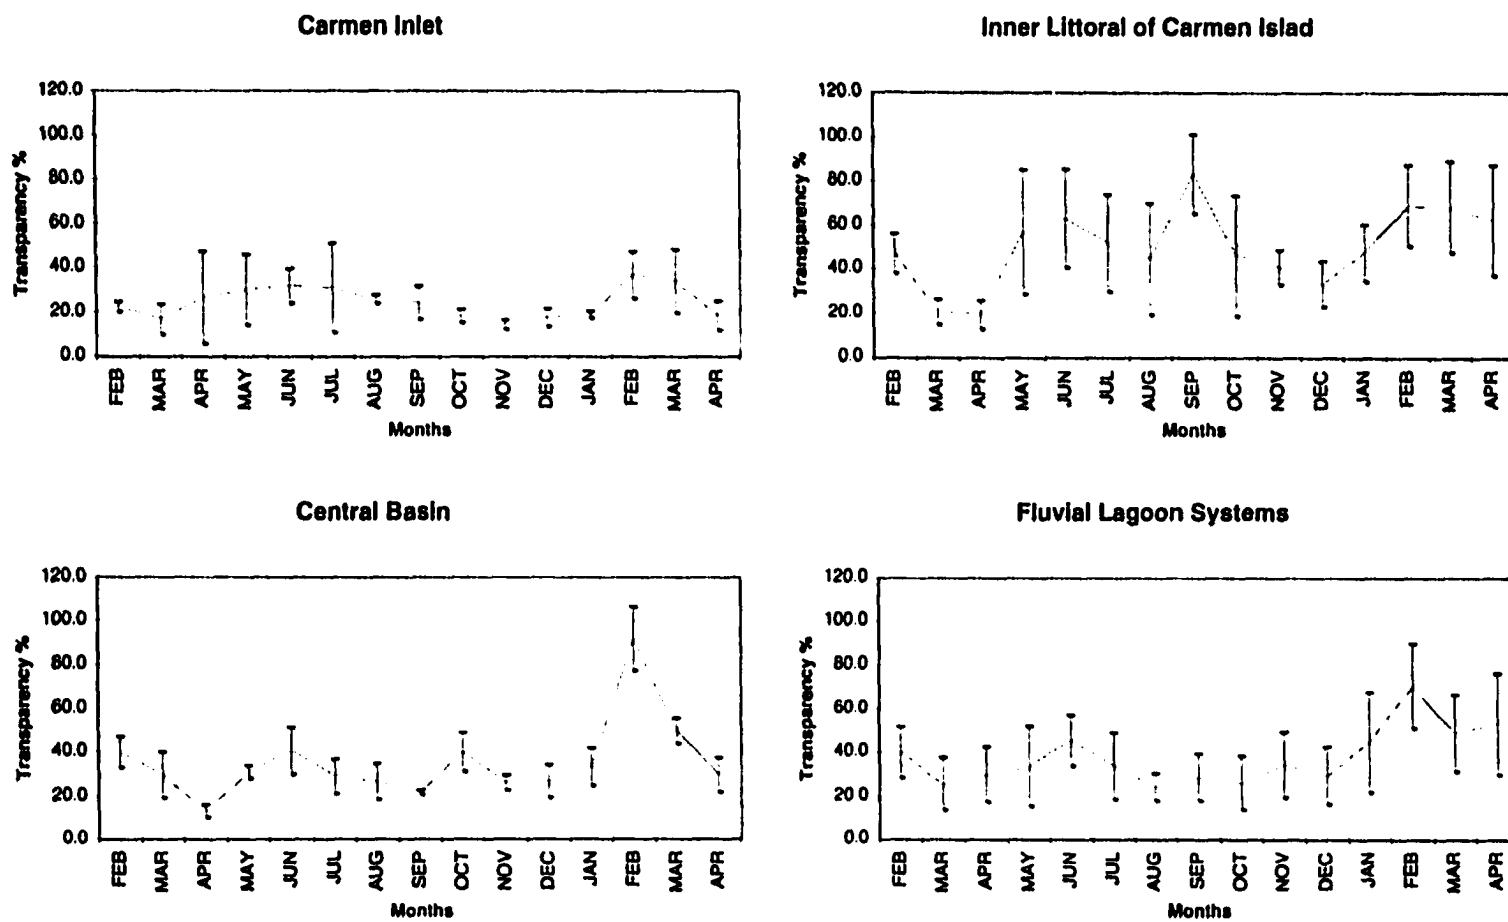 Carmen Inlet
120.0
100.0
80.0
60.0
40.0
20.0
0.0
Transparency %
FEB MAR APR MAY JUN JUL AUG SEP OCT NOV DEC JAN FEB MAR APR
Months
Inner Littoral of Carmen Islad
120.0
100.0
80.0
60.0
40.0
20.0
0.0
Transparency %
FEB MAR APR MAY JUN JUL AUG SEP OCT NOV DEC JAN FEB MAR APR
Months
Central Basin
120.0
100.0
80.0
60.0
40.0
20.0
0.0
Transparency %
FEB MAR APR MAY JUN JUL AUG SEP OCT NOV DEC JAN FEB MAR APR
Months
Fluvial Lagoon Systems
120.0
100.0
80.0
60.0
40.0
20.0
0.0
Transparency %
FEB MAR APR MAY JUN JUL AUG SEP OCT NOV DEC JAN FEB MAR APR
Months